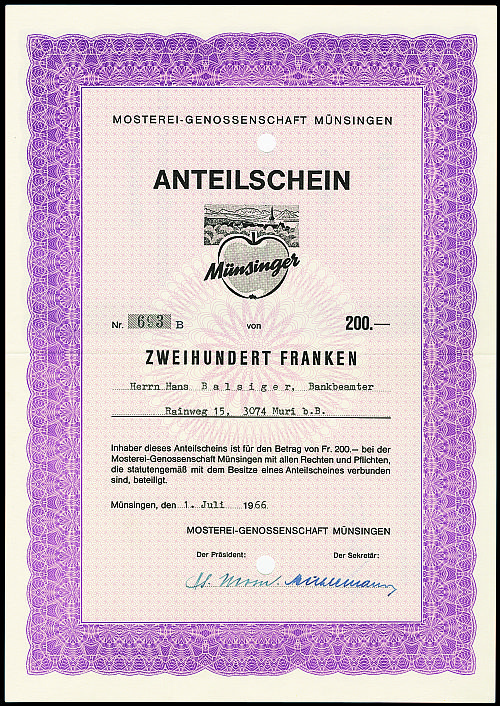 MOSTEREI-GENOSSENSCHAFT MÜNSINGEN
ANTEILSCHEIN
Münsinger
Nr. 693 B von 200.—
ZWEIHUNDERT FRANKEN
Herrn Hans Balsiger, Bankbeamter
Rainweg 15, 3074 Muri b.B.
Inhaber dieses Anteilscheins ist für den Betrag von Fr. 200.— bei der
Mosterei-Genossenschaft Münsingen mit allen Rechten und Pflichten,
die statutengemäß mit dem Besitze eines Anteilscheines verbunden
sind, beteiligt.
Münsingen, den 1. Juli 1966
MOSTEREI-GENOSSENSCHAFT MÜNSINGEN
Der Präsident: Der Sekretär: